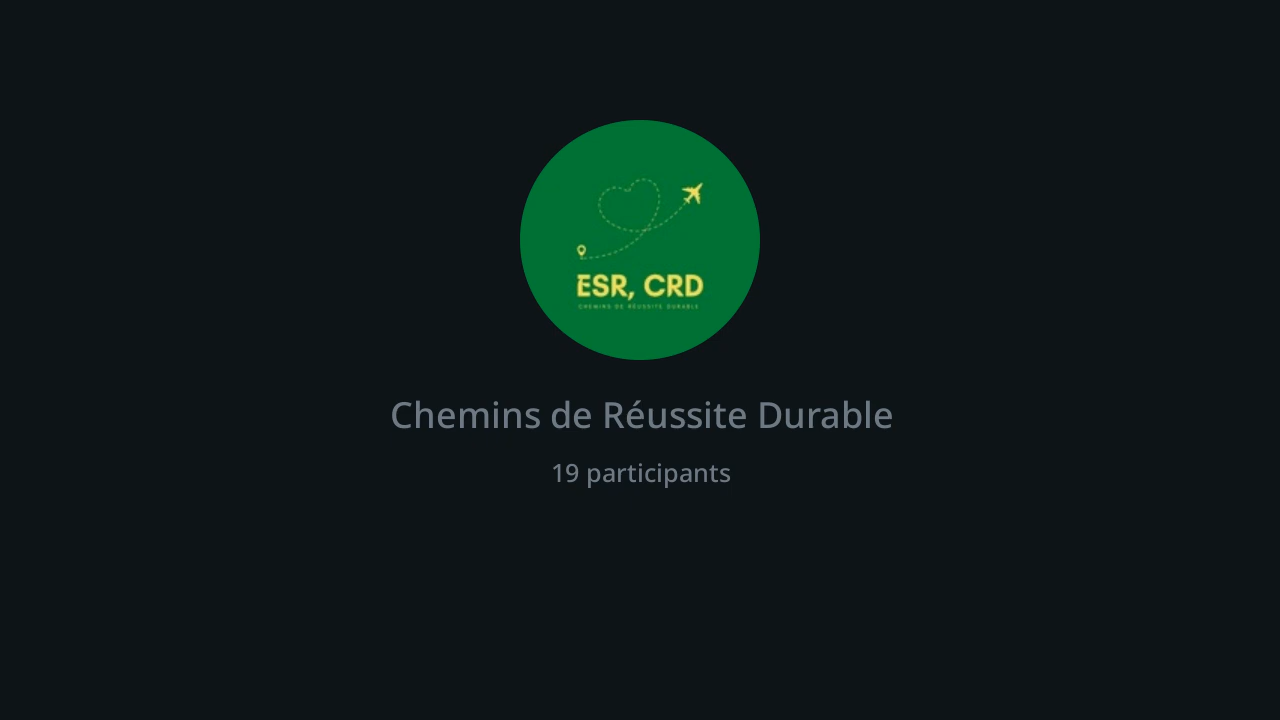 ESR, CRD
CHEMINS DE RÉUSSITE DURABLE
Chemins de Réussite Durable
19 participants